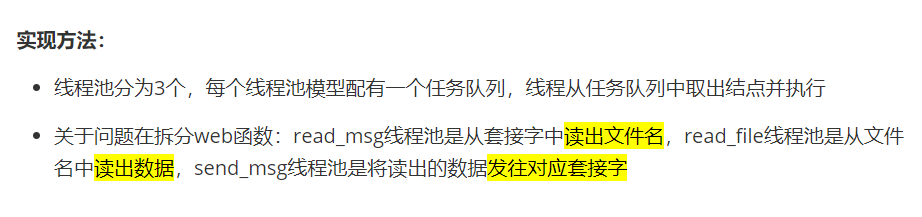 实现方法：
线程池分为3个，每个线程池模型配有一个任务队列，线程从任务队列中取出结点并执行
关于问题在拆分web函数：read_msg线程池是从套接字中读出文件名，read_file线程池是从文件
名中读出数据，send_msg线程池是将读出的数据发往对应套接字